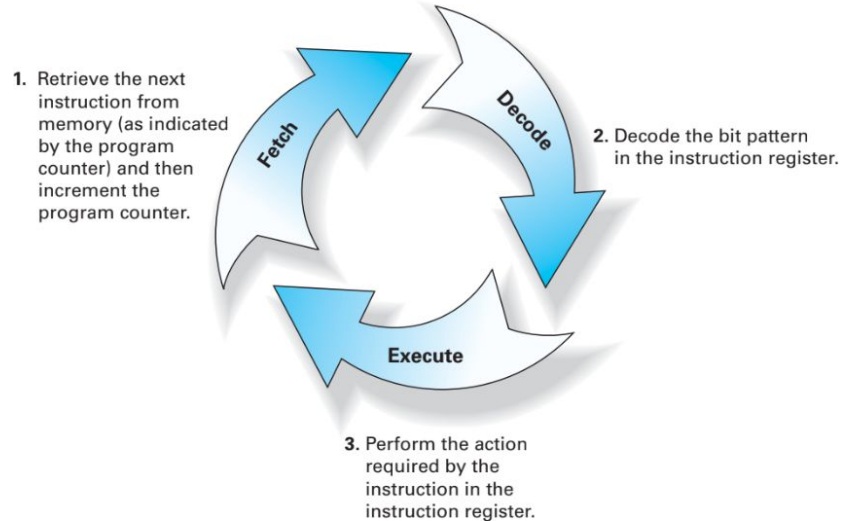 1. Retrieve the next
instruction from
memory (as indicated
by the program
counter) and then
increment the
program counter.
Fetch
Decode
2. Decode the bit pattern
in the instruction register.
Execute
3. Perform the action
required by the
instruction in the
instruction register.